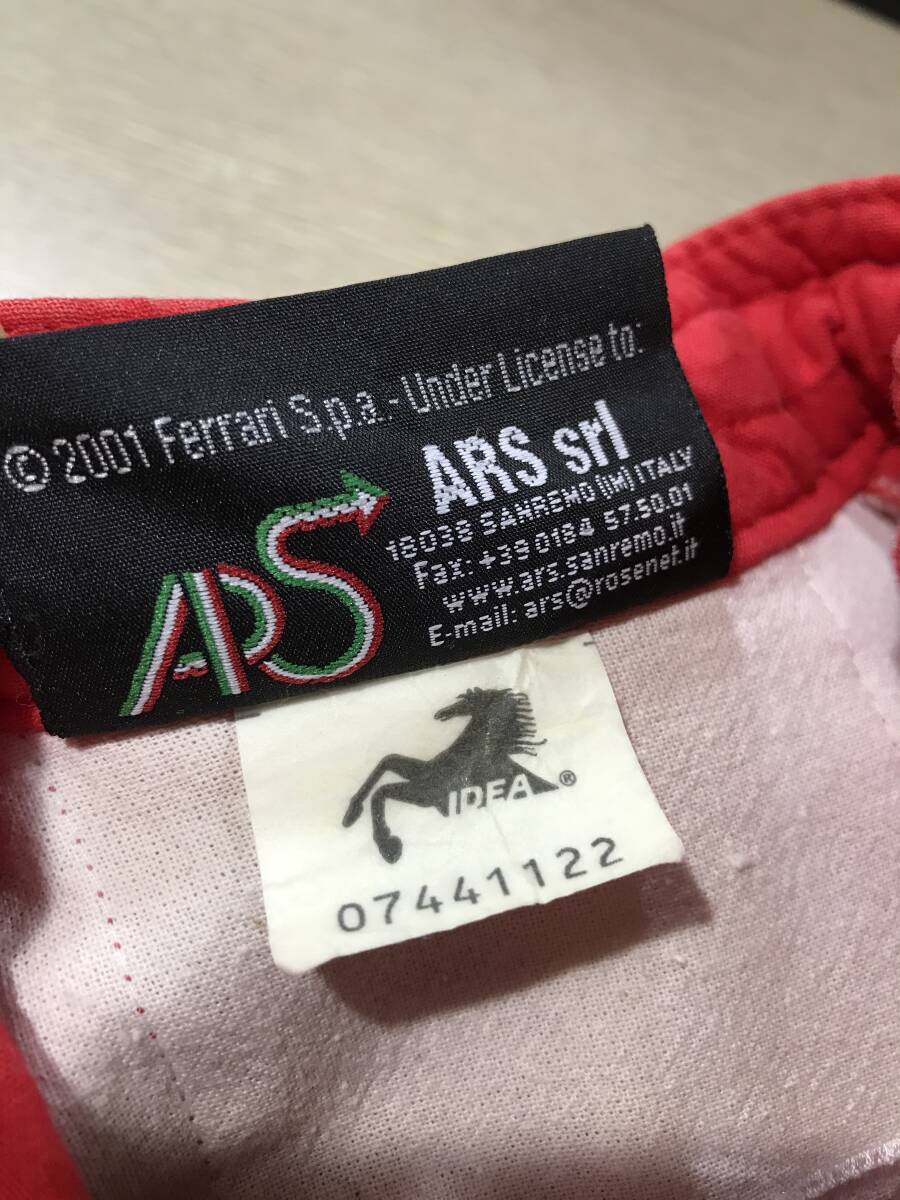 © 2001 Ferrari S.p.a. - Under License to:
ARS srl
18038 SANREMO (IM) ITALY
Fax: +39 0184 57.50.01
www.ars.sanremo.it
E-mail: ars@rosenet.it
ARS
IDEA ®
07441122